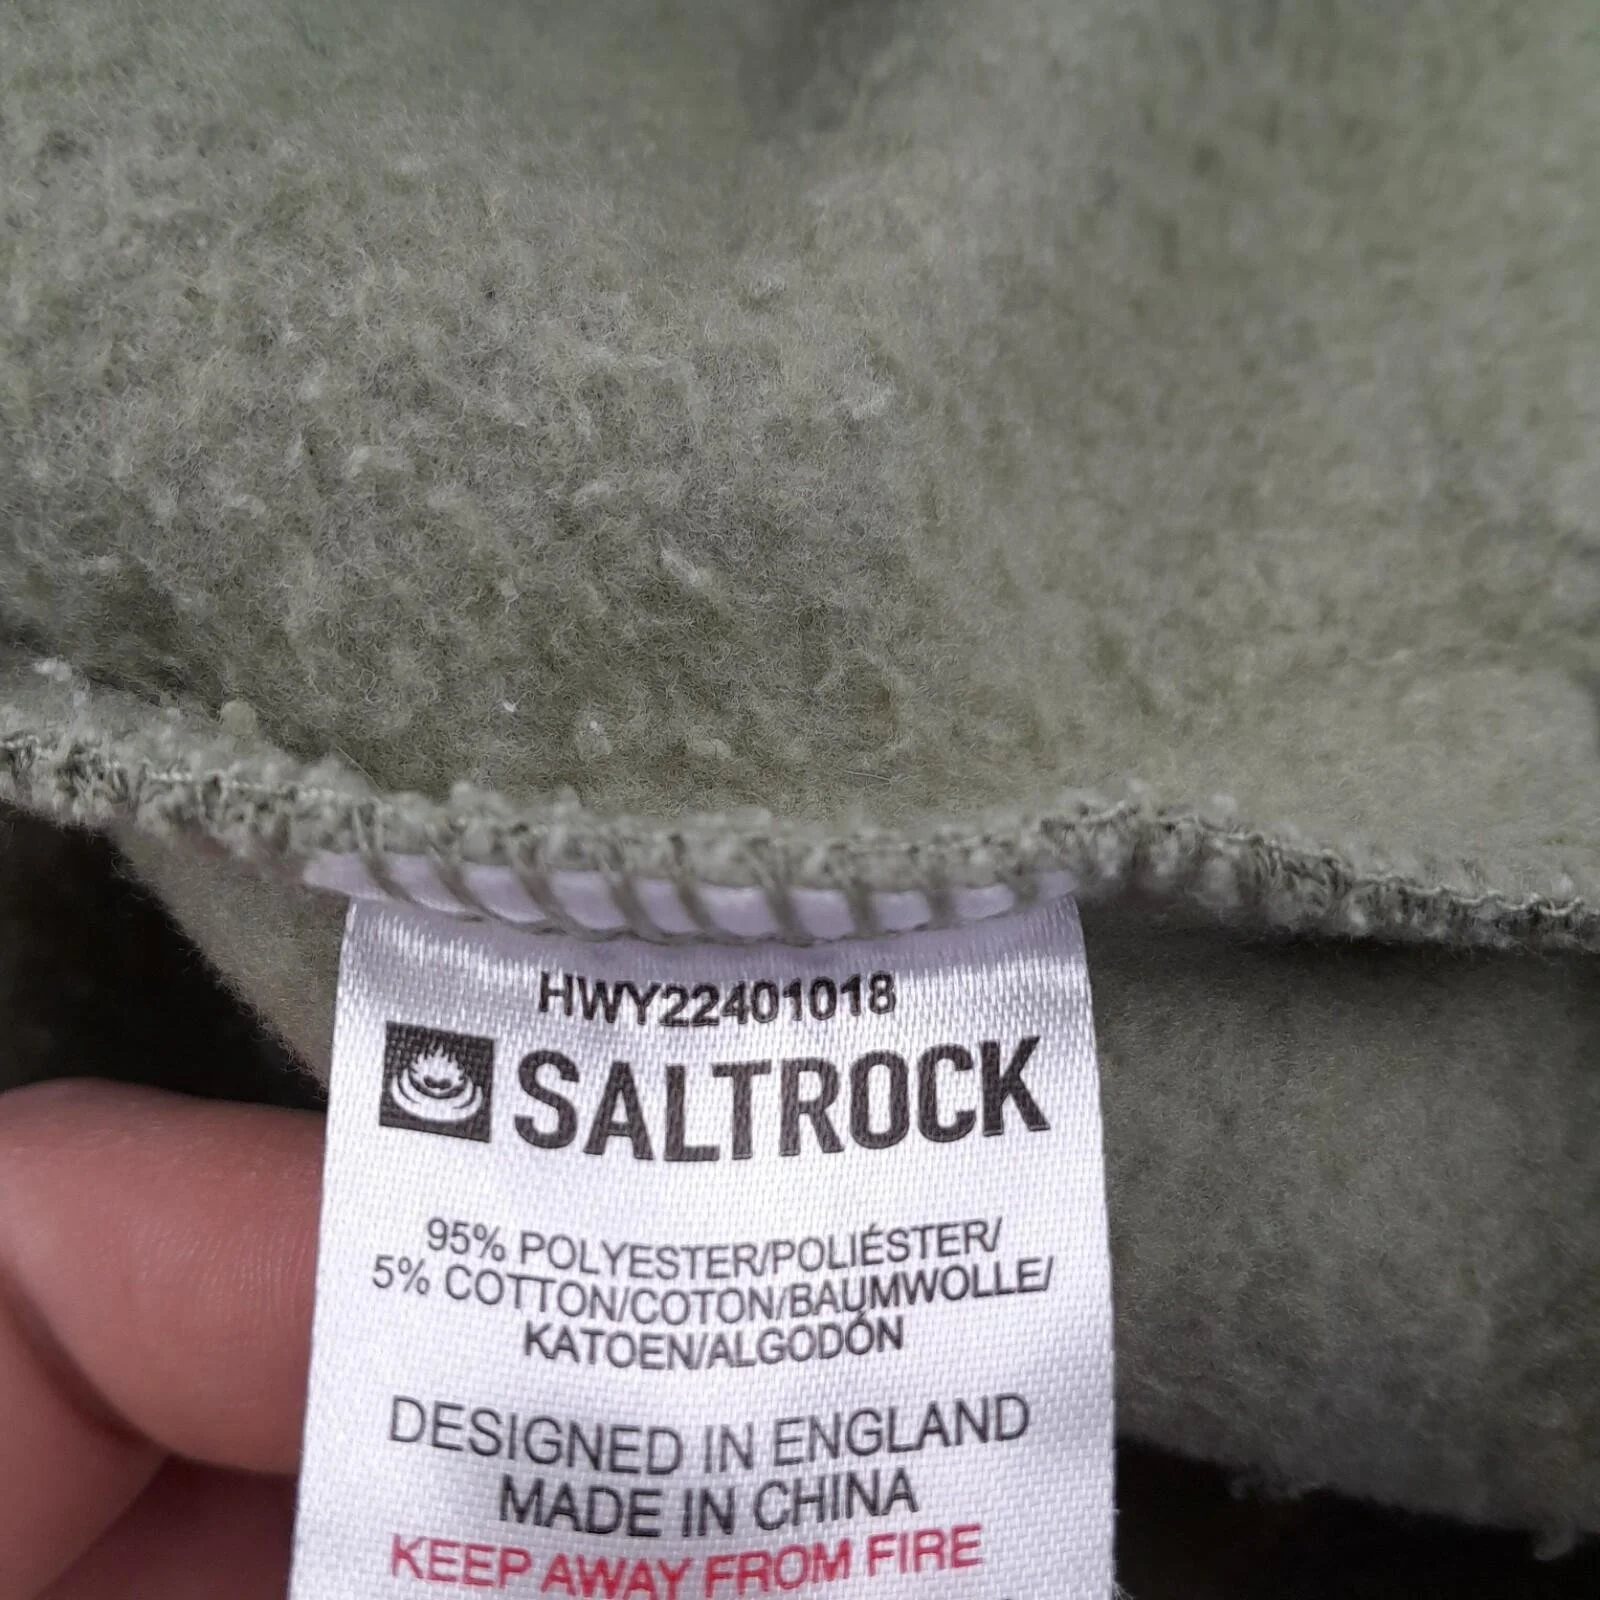 HWY22401018
SALTROCK
95% POLYESTER/POLIÉSTER/
5% COTTON/COTON/BAUMWOLLE/
KATOEN/ALGODÓN
DESIGNED IN ENGLAND
MADE IN CHINA
KEEP AWAY FROM FIRE